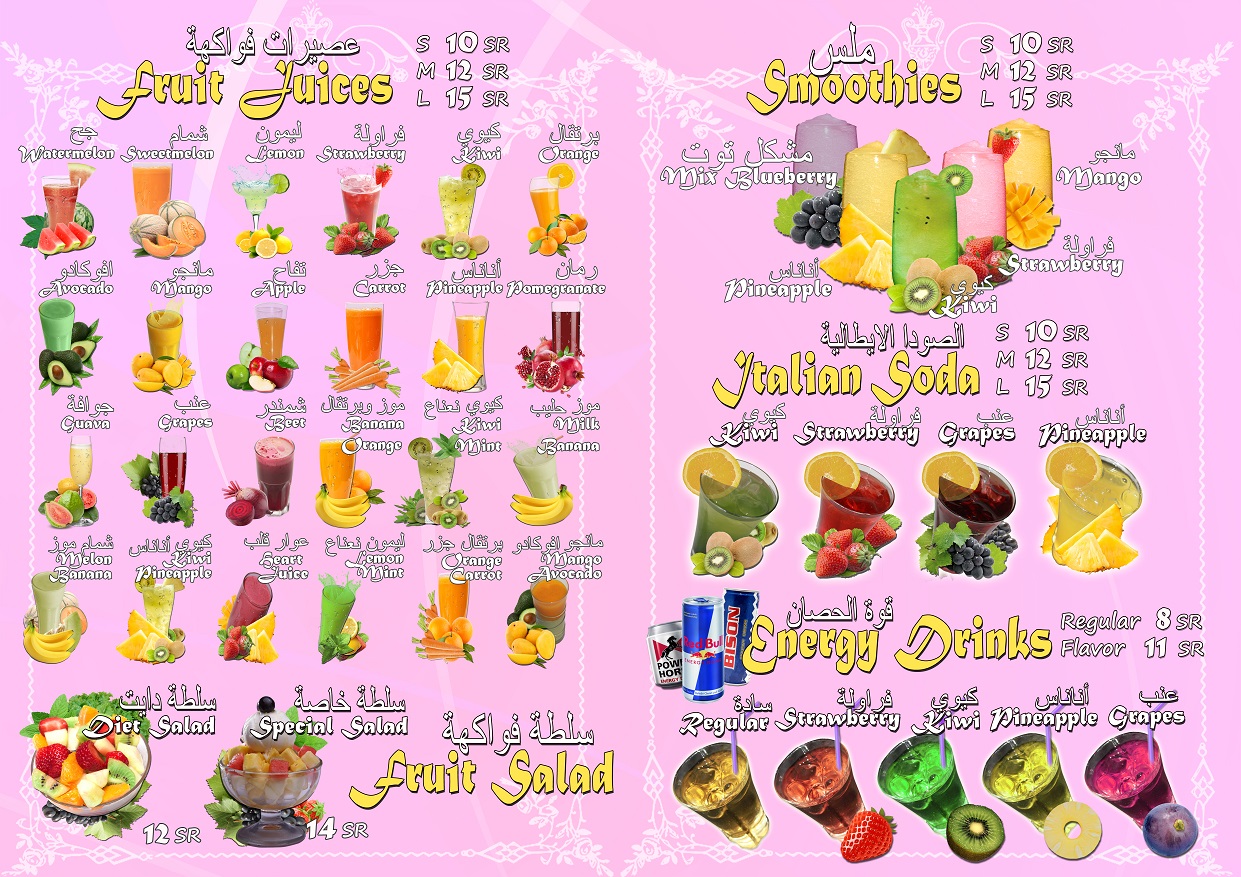 عصيرات فواكهة
Fruit Juices
S 10 SR
M 12 SR
L 15 SR
جح شمام ليمون فراولة كيوي برتقال
Watermelon Sweetmelon Lemon Strawberry Kiwi Orange
افوكادو مانجو تفاح جزر أناناس رمان
Avocado Mango Apple Carrot Pineapple Pomegranate
جوافة عنب شمندر موز وبرتقال كيوي نعناع موز حليب
Guava Grapes Beet Banana Kiwi Milk
Orange Mint Banana
شمام موز كيوي أناناس عوار قلب ليمون نعناع برتقال جزر مانجو افوكادو
Melon Kiwi Heart Lemon Orange Mango
Banana Pineapple Juice Mint Carrot Avocado
سلطة دايت
Diet Salad
12 SR
سلطة خاصة
Special Salad
14 SR
سلطة فواكهة
Fruit Salad
ملس
Smoothies
S 10 SR
M 12 SR
L 15 SR
مشكل توت
Mix Blueberry
مانجو
Mango
فراولة
Strawberry
أناناس
Pineapple
كيوي
Kiwi
الصودا الايطالية
Italian Soda
S 10 SR
M 12 SR
L 15 SR
كيوي فراولة عنب أناناس
Kiwi Strawberry Grapes Pineapple
قوة الحصان
Energy Drinks
Regular 8 SR
Flavor 11 SR
POWER
HORSE
Red Bull
BISON
سادة فراولة كيوي أناناس عنب
Regular Strawberry Kiwi Pineapple Grapes